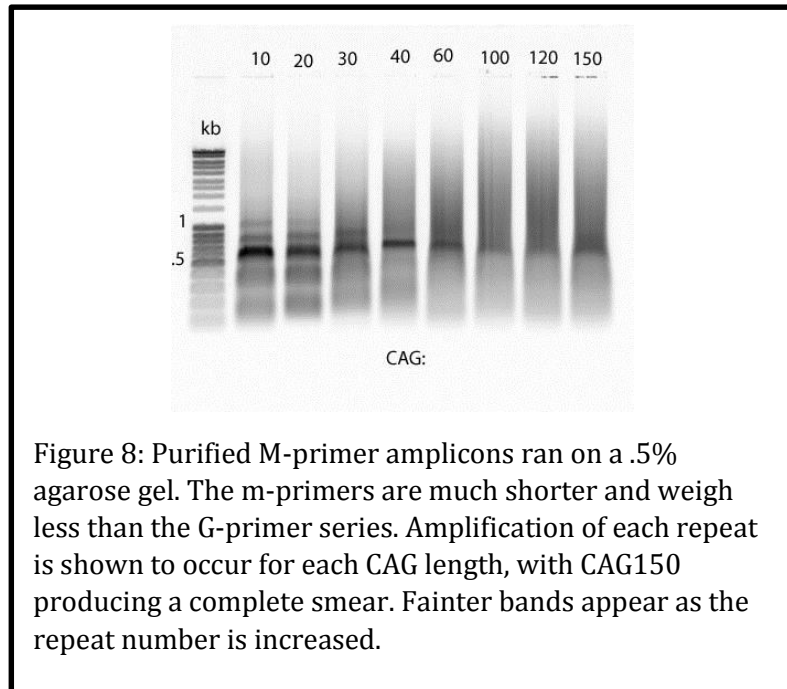 10 20 30 40 60 100 120 150
kb
1
.5
CAG:
Figure 8: Purified M-primer amplicons ran on a .5%
agarose gel. The m-primers are much shorter and weigh
less than the G-primer series. Amplification of each repeat
is shown to occur for each CAG length, with CAG150
producing a complete smear. Fainter bands appear as the
repeat number is increased.